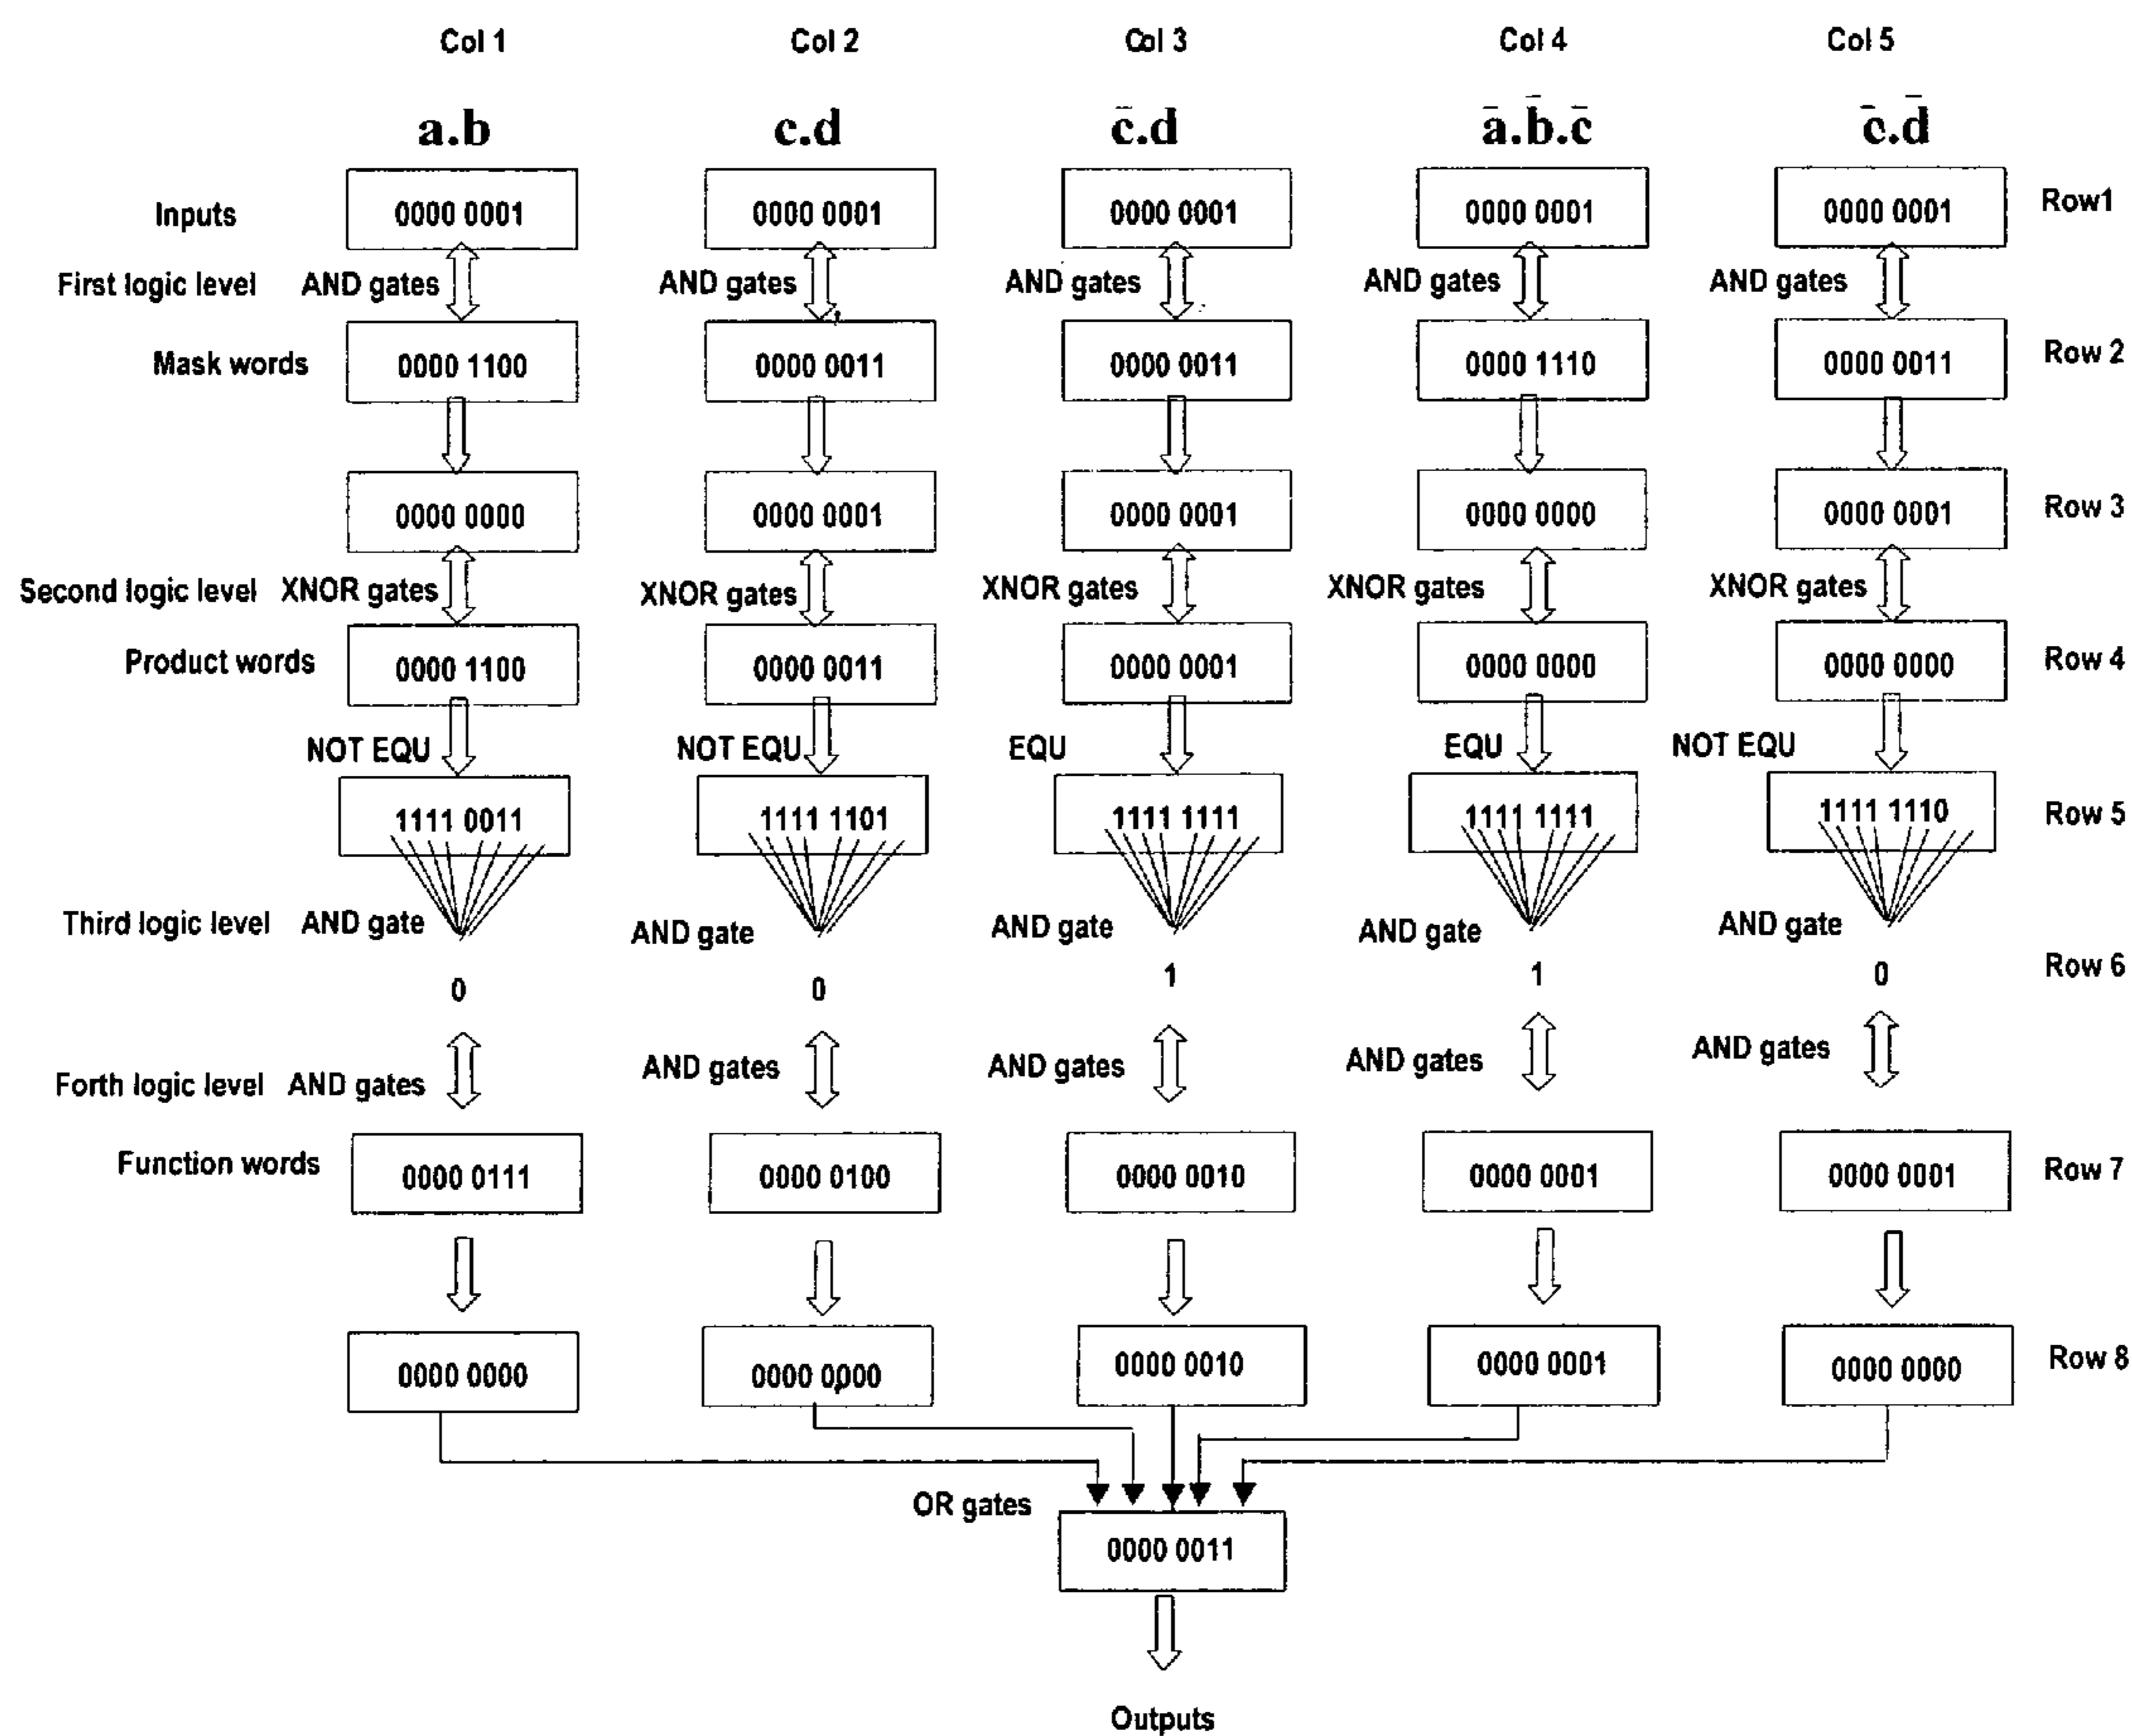 Col 1 Col 2 Col 3 Col 4 Col 5
a.b c.d c̄.d ā.b̄.c̄ c̄.d̄
Inputs 0000 0001 0000 0001 0000 0001 0000 0001 0000 0001 Row1
First logic level AND gates AND gates AND gates AND gates AND gates
Mask words 0000 1100 0000 0011 0000 0011 0000 1110 0000 0011 Row 2
0000 0000 0000 0001 0000 0001 0000 0000 0000 0001 Row 3
Second logic level XNOR gates XNOR gates XNOR gates XNOR gates XNOR gates
Product words 0000 1100 0000 0011 0000 0001 0000 0000 0000 0000 Row 4
NOT EQU NOT EQU EQU EQU NOT EQU
1111 0011 1111 1101 1111 1111 1111 1111 1111 1110 Row 5
Third logic level AND gate AND gate AND gate AND gate AND gate
0 0 1 1 0 Row 6
Forth logic level AND gates AND gates AND gates AND gates AND gates
Function words 0000 0111 0000 0100 0000 0010 0000 0001 0000 0001 Row 7
0000 0000 0000 0000 0000 0010 0000 0001 0000 0000 Row 8
OR gates
0000 0011
Outputs